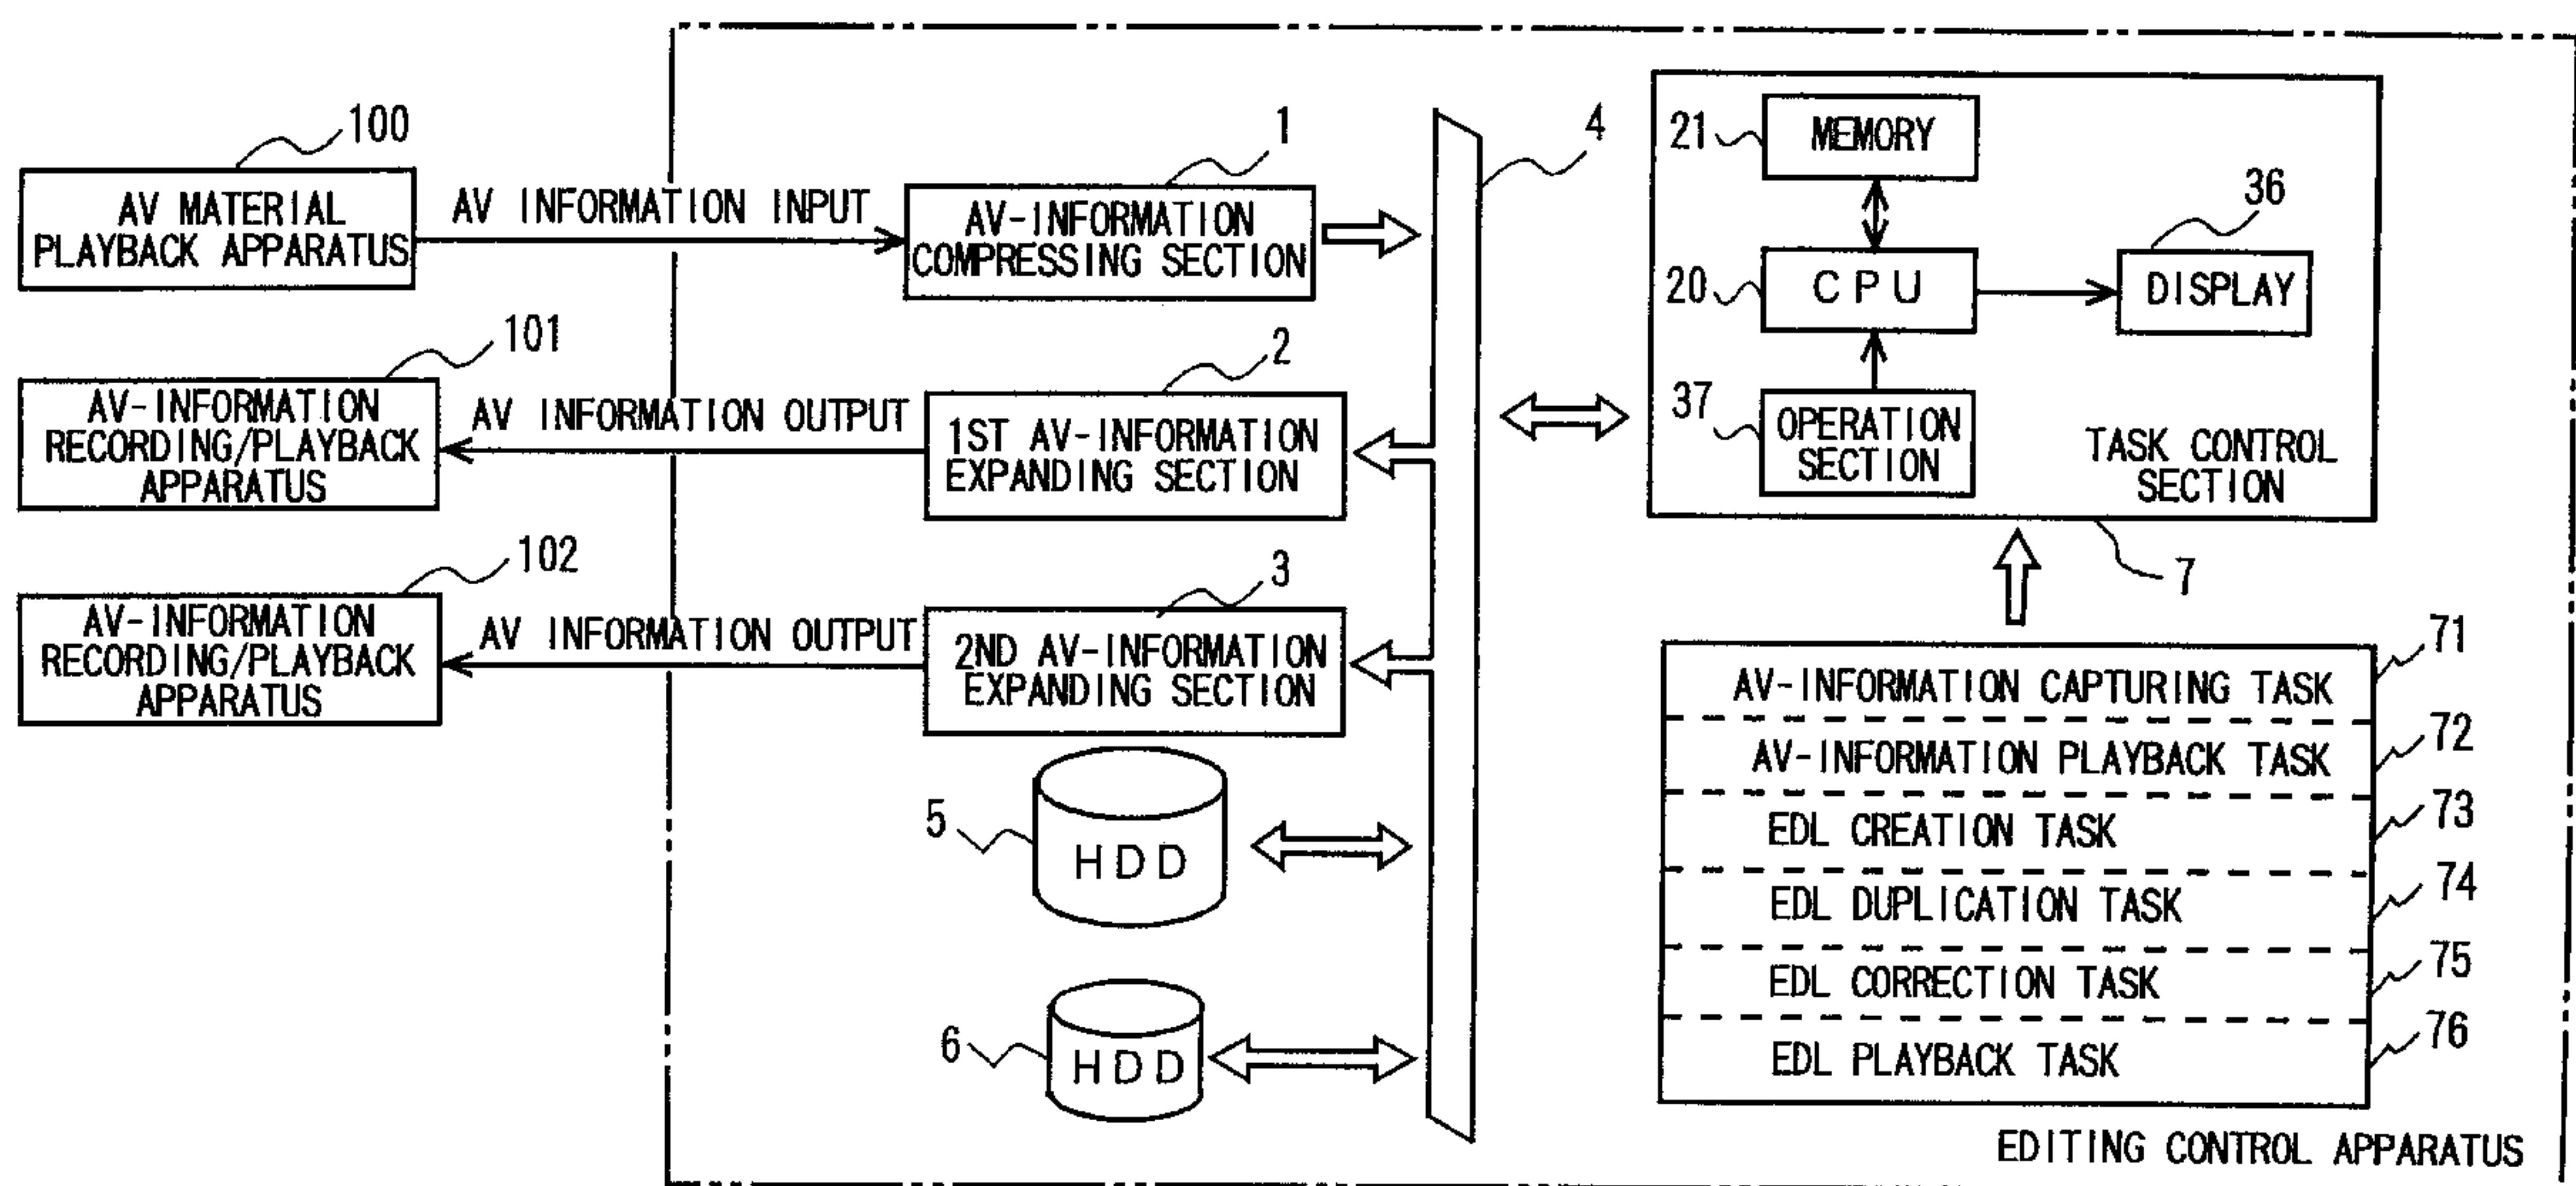 100
AV MATERIAL
PLAYBACK APPARATUS
AV INFORMATION INPUT
1
AV-INFORMATION
COMPRESSING SECTION
4
101
AV-INFORMATION
RECORDING/PLAYBACK
APPARATUS
AV INFORMATION OUTPUT
2
1ST AV-INFORMATION
EXPANDING SECTION
102
AV-INFORMATION
RECORDING/PLAYBACK
APPARATUS
AV INFORMATION OUTPUT
3
2ND AV-INFORMATION
EXPANDING SECTION
5
HDD
6
HDD
21
MEMORY
36
20
CPU
DISPLAY
37
OPERATION
SECTION
TASK CONTROL
SECTION
7
71
AV-INFORMATION CAPTURING TASK
72
AV-INFORMATION PLAYBACK TASK
73
EDL CREATION TASK
74
EDL DUPLICATION TASK
75
EDL CORRECTION TASK
76
EDL PLAYBACK TASK
EDITING CONTROL APPARATUS